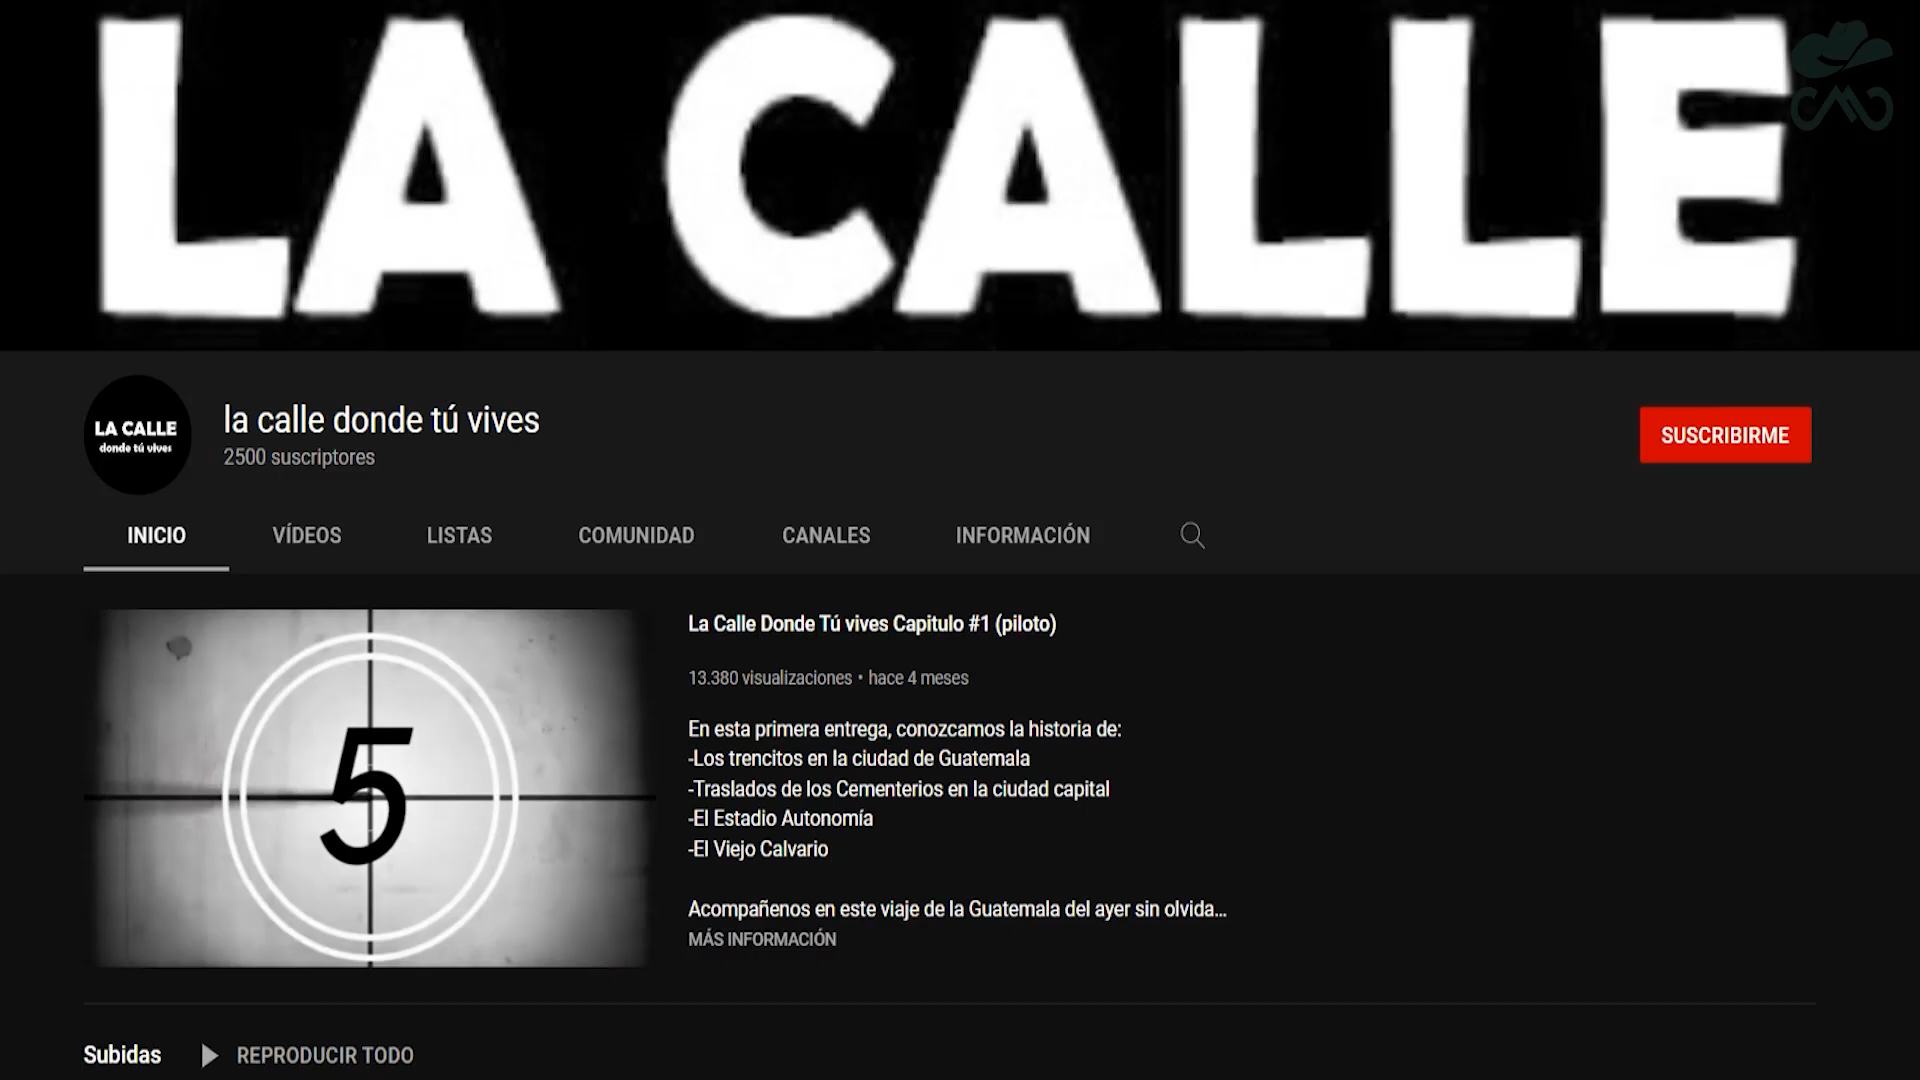 LA CALLE
LA CALLE
donde tú vives
la calle donde tú vives
2500 suscriptores
SUSCRIBIRME
INICIO VÍDEOS LISTAS COMUNIDAD CANALES INFORMACIÓN
5
La Calle Donde Tú vives Capitulo #1 (piloto)
13.380 visualizaciones • hace 4 meses
En esta primera entrega, conozcamos la historia de:
-Los trencitos en la ciudad de Guatemala
-Traslados de los Cementerios en la ciudad capital
-El Estadio Autonomía
-El Viejo Calvario
Acompañenos en este viaje de la Guatemala del ayer sin olvida...
MÁS INFORMACIÓN
Subidas REPRODUCIR TODO